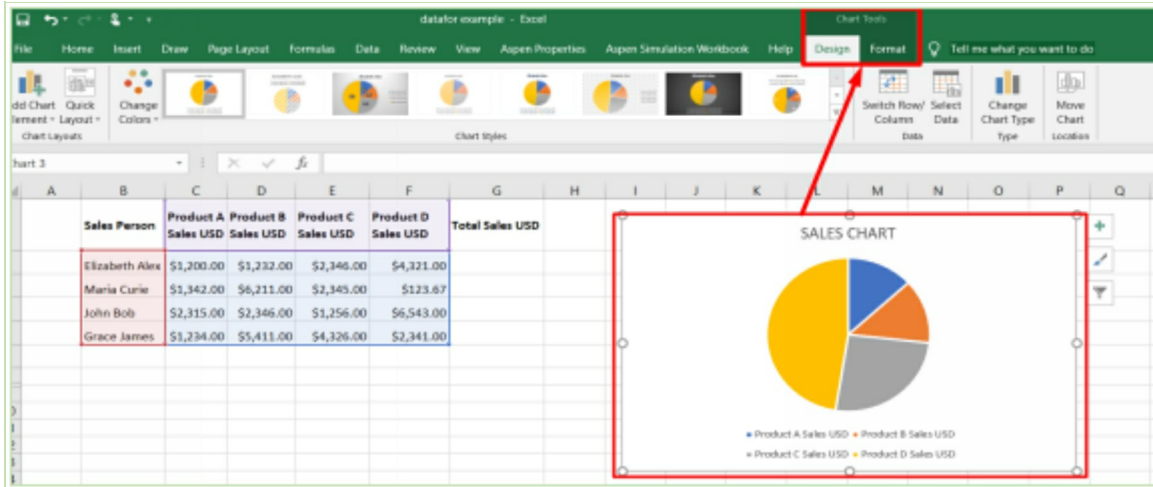 datafor example - Excel
Chart Tools
File Home Insert Draw Page Layout Formulas Data Review View Aspen Properties Aspen Simulation Workbook Help Design Format Tell me what you want to do
dd Chart Quick Change Switch Row/ Select Change Move
lement Layout Colors Column Data Chart Type Chart
Chart Layouts Chart Styles Data Type Location
hart 3 fx
A B C D E F G H I J K L M N O P Q
Sales Person Product A Sales USD Product B Sales USD Product C Sales USD Product D Sales USD Total Sales USD
Elizabeth Alex $1,200.00 $1,232.00 $2,346.00 $4,321.00
Maria Curie $1,342.00 $6,211.00 $2,345.00 $123.67
John Bob $2,315.00 $2,346.00 $1,256.00 $6,543.00
Grace James $1,234.00 $5,411.00 $4,326.00 $2,341.00
SALES CHART
Product A Sales USD Product B Sales USD
Product C Sales USD Product D Sales USD